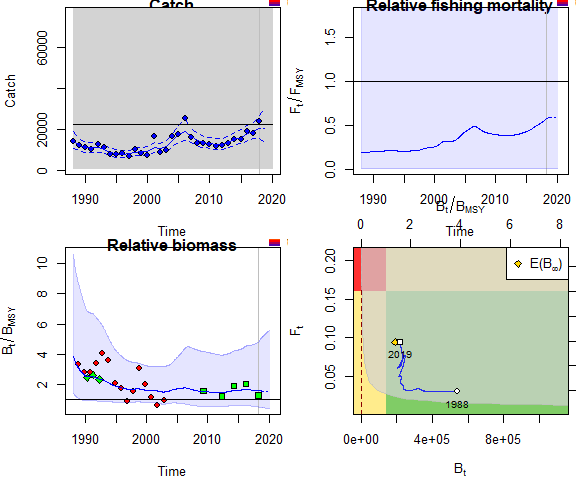 Catch
Catch
60000
20000
0
1990
2000
2010
2020
Time
Relative fishing mortality
Ft/FMSY
1.5
1.0
0.5
0.0
1990
2000
2010
2020
Time
Relative biomass
Bt/BMSY
10
8
6
4
2
1990
2000
2010
2020
Time
Bt/BMSY
0
2
4
6
8
Ft
0.20
0.15
0.10
0.05
E(B∞)
2019
1988
0e+00
4e+05
8e+05
Bt